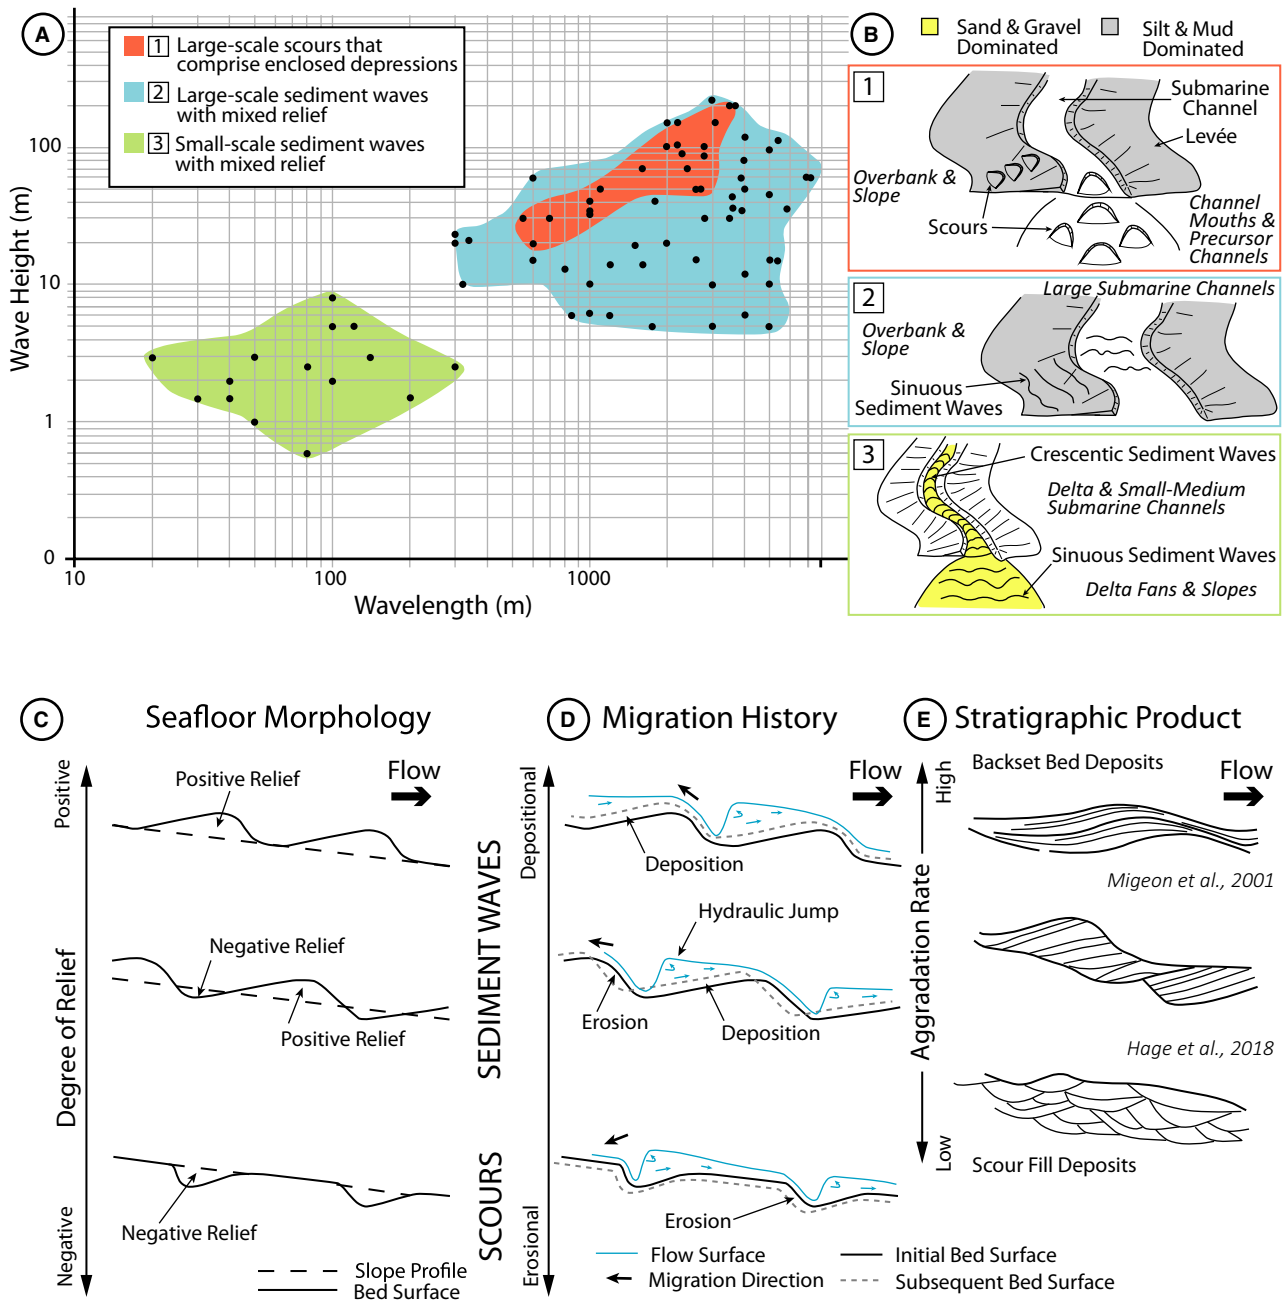 A
1 Large-scale scours that
comprise enclosed depressions
2 Large-scale sediment waves
with mixed relief
3 Small-scale sediment waves
with mixed relief
Wave Height (m)
100
10
1
0
10
100
1000
Wavelength (m)
B
Sand & Gravel
Dominated
Silt & Mud
Dominated
1
Submarine
Channel
Levée
Overbank &
Slope
Scours
Channel
Mouths &
Precursor
Channels
2
Large Submarine Channels
Overbank &
Slope
Sinuous
Sediment Waves
3
Crescentic Sediment Waves
Delta & Small-Medium
Submarine Channels
Sinuous Sediment Waves
Delta Fans & Slopes
C
Seafloor Morphology
Positive
Degree of Relief
Negative
Flow
Positive Relief
Negative Relief
Positive Relief
Negative Relief
Slope Profile
Bed Surface
SEDIMENT WAVES
SCOURS
D
Migration History
Depositional
Erosional
Flow
Deposition
Hydraulic Jump
Erosion
Deposition
Erosion
Flow Surface
Migration Direction
Initial Bed Surface
Subsequent Bed Surface
E
Stratigraphic Product
High
Aggradation Rate
Low
Backset Bed Deposits
Flow
Migeon et al., 2001
Hage et al., 2018
Scour Fill Deposits